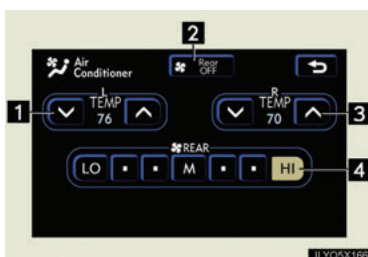 2
Air
Conditioner
Rear
OFF
L
TEMP
76
R
TEMP
70
1
3
REAR
LO
M
HI
4
ILYO5X166